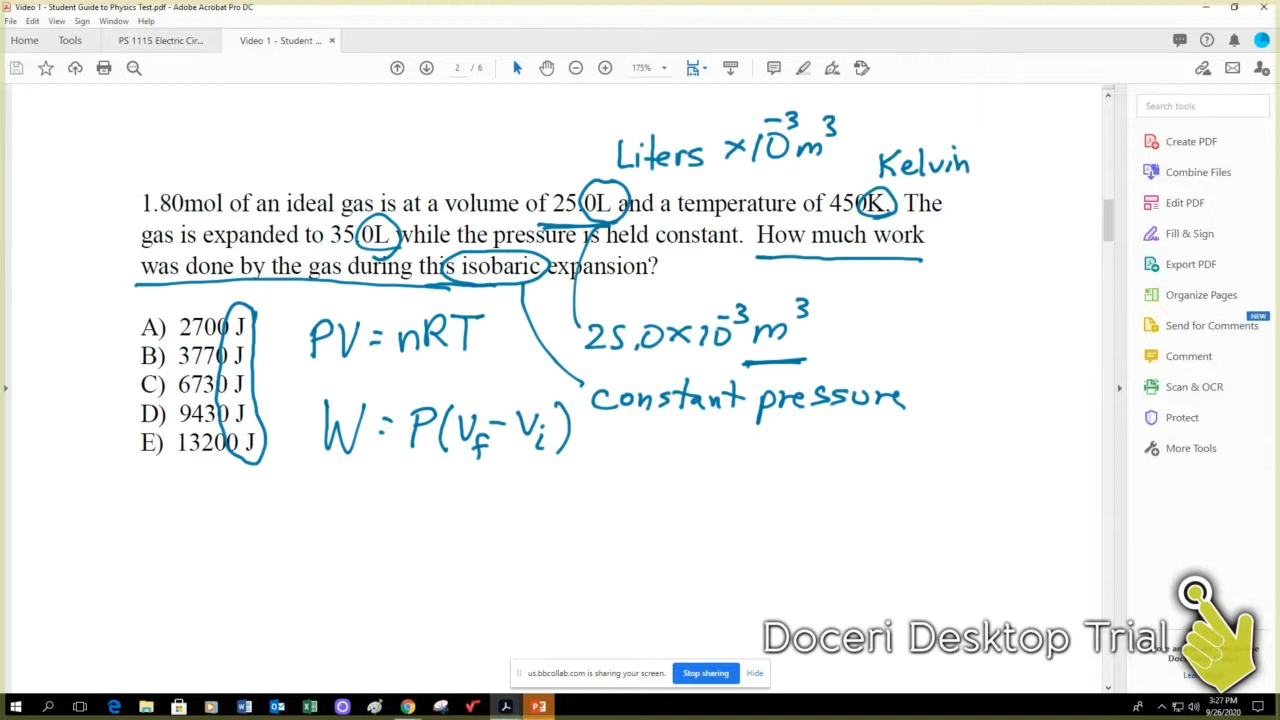 Video 1 - Student Guide to Physics Test.pdf - Adobe Acrobat Pro DC
File Edit View Sign Window Help
Home Tools PS 1115 Electric Cir... Video 1 - Student ... ×
2 / 6 175%
Search tools
Create PDF
Combine Files
Edit PDF
Fill & Sign
Export PDF
Organize Pages
NEW
Send for Comments
Comment
Scan & OCR
Protect
More Tools
Liters ×10⁻³m³
Kelvin
1.80mol of an ideal gas is at a volume of 25.0L and a temperature of 450K. The
gas is expanded to 35.0L while the pressure is held constant. How much work
was done by the gas during this isobaric expansion?
A) 2700 J
B) 3770 J
C) 6730 J
D) 9430 J
E) 13200 J
PV = nRT
25.0×10⁻³m³
constant pressure
W = P(Vf - Vi)
Doceri Desktop Trial
us.bbcollab.com is sharing your screen. Stop sharing Hide
3:27 PM
9/26/2020